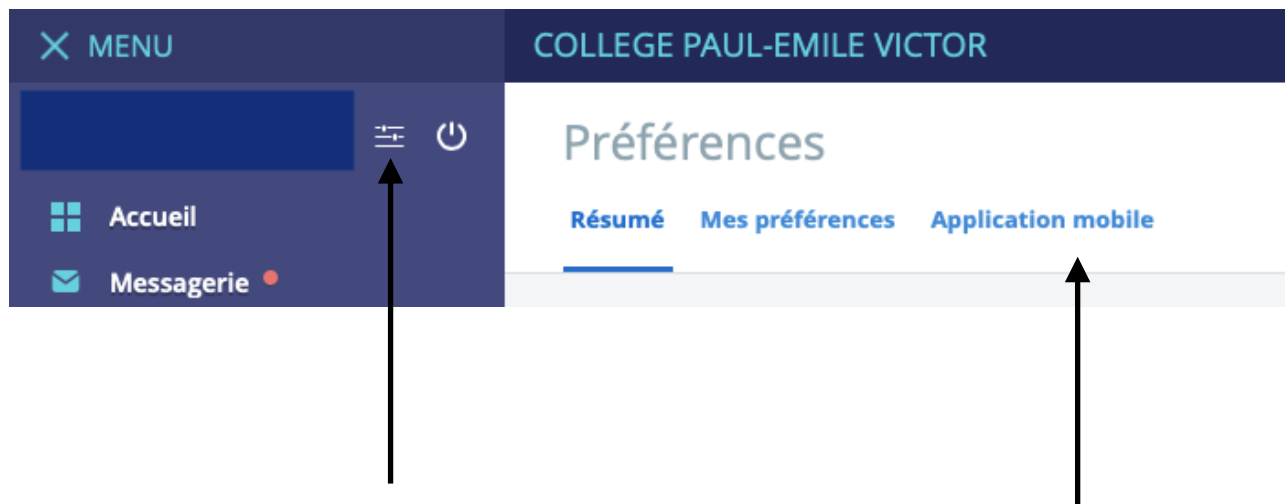 MENU
COLLEGE PAUL-EMILE VICTOR
Préférences
Accueil
Résumé Mes préférences Application mobile
Messagerie